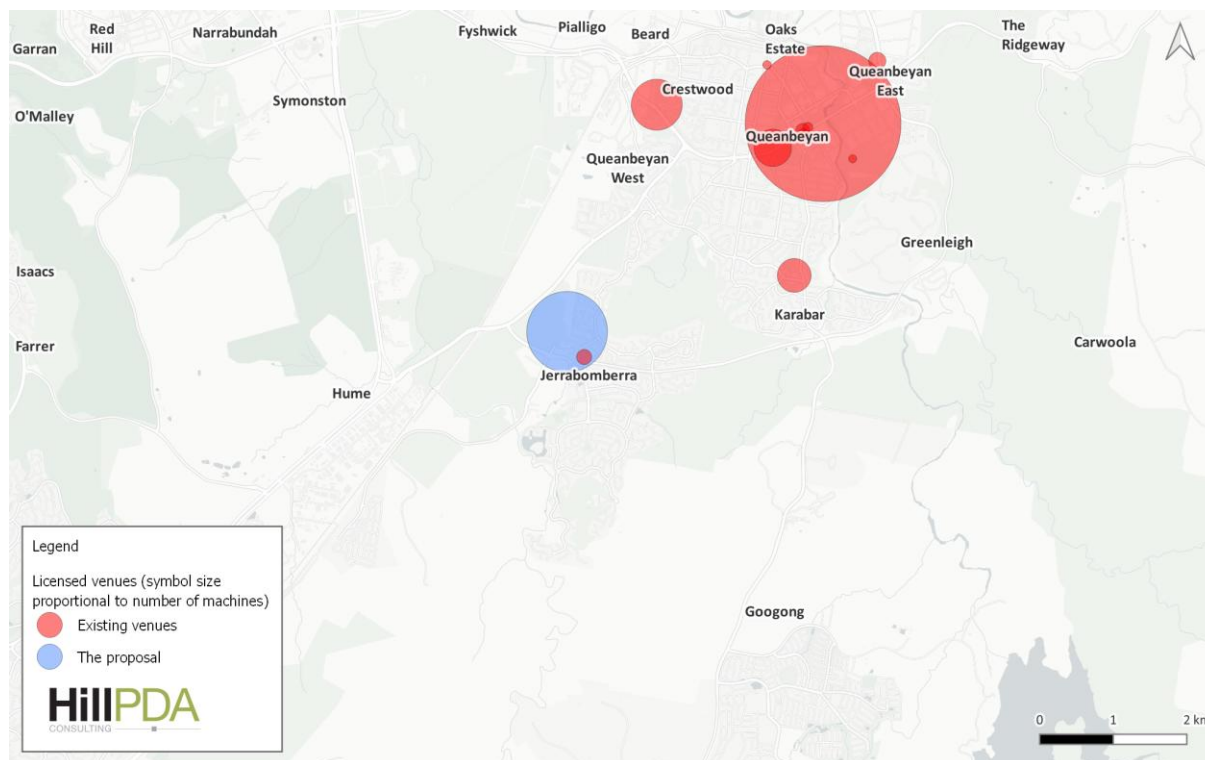 Garran
Red
Hill
Narrabundah
Fyshwick
Pialligo
Beard
Oaks
Estate
The
Ridgeway
O'Malley
Symonston
Crestwood
Queanbeyan
East
Queanbeyan
Queanbeyan
West
Isaacs
Greenleigh
Karabar
Farrer
Carwoola
Hume
Jerrabomberra
Googong
Legend
Licensed venues (symbol size
proportional to number of machines)
Existing venues
The proposal
HillPDA
CONSULTING
0 1 2 km